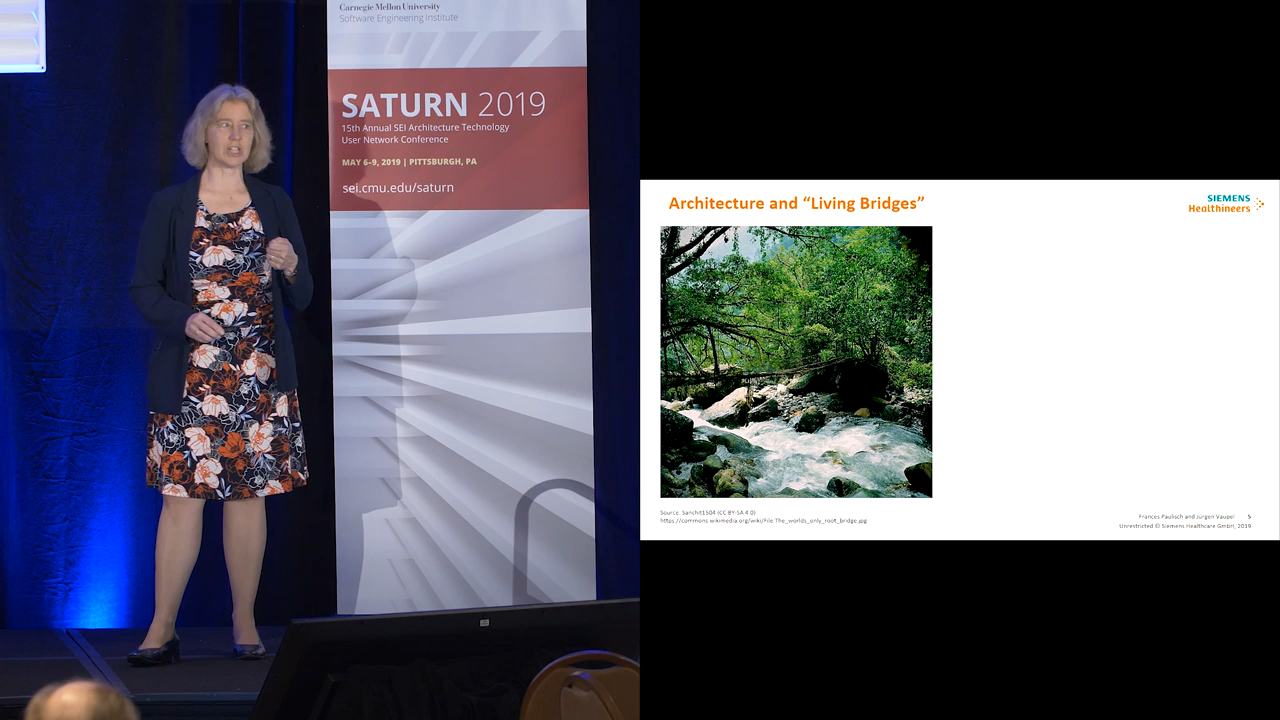 Carnegie Mellon University
Software Engineering Institute
SATURN 2019
15th Annual SEI Architecture Technology
User Network Conference
MAY 6–9, 2019 | PITTSBURGH, PA
sei.cmu.edu/saturn
Architecture and “Living Bridges”
SIEMENS
Healthineers
Source: Sanchit1504 (CC BY-SA 4.0)
https://commons.wikimedia.org/wiki/File:The_worlds_only_root_bridge.jpg
Frances Paulisch and Jürgen Vaupel 5
Unrestricted © Siemens Healthcare GmbH, 2019